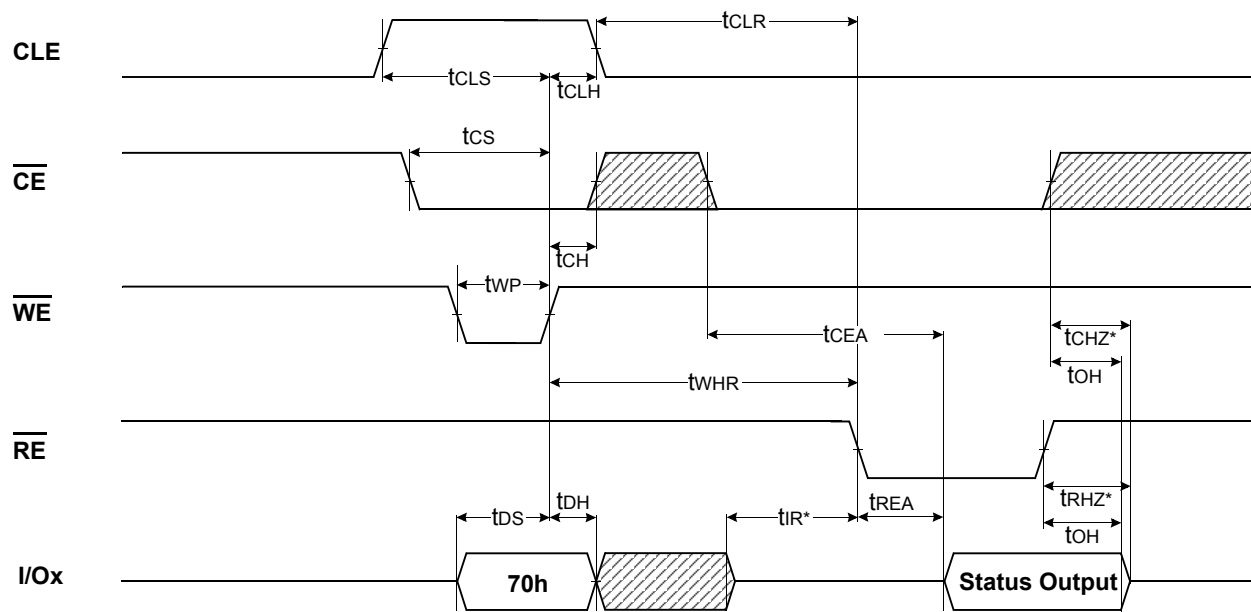 tCLR
CLE
tCLS
tCLH
tCS
CE
tCH
tWP
WE
tCEA
tCHZ*
tOH
tWHR
RE
tRHZ*
tDH
tREA
tDS
tIR*
tOH
I/Ox
70h
Status Output